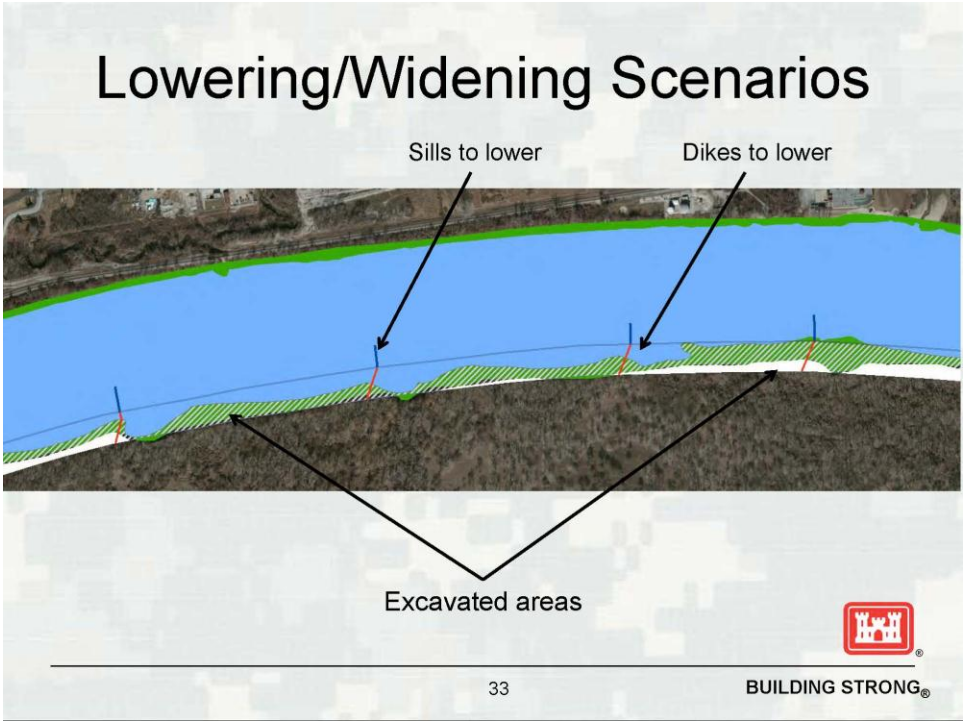 Lowering/Widening Scenarios
Sills to lower
Dikes to lower
Excavated areas
®
33
BUILDING STRONG®